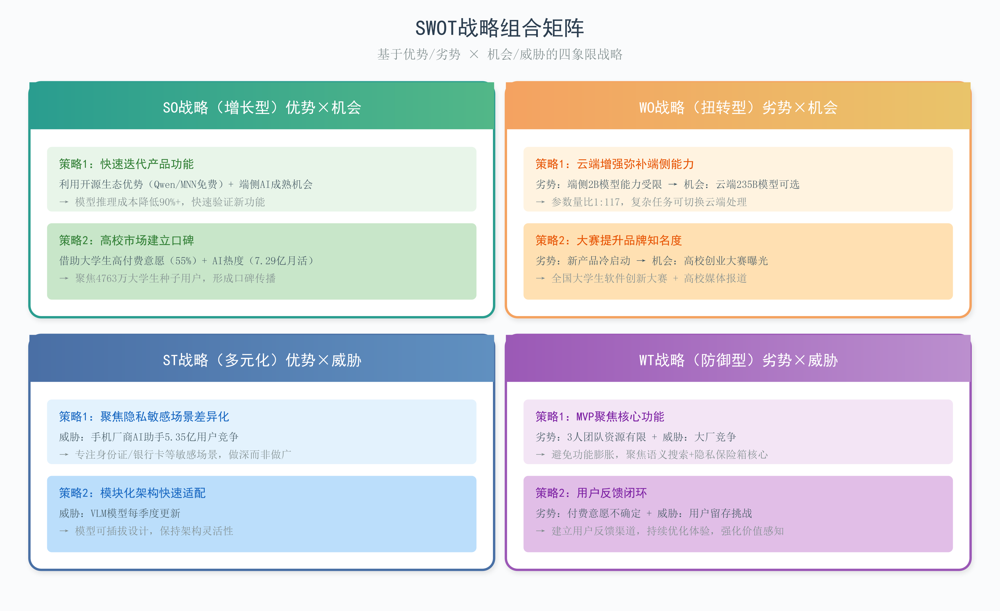 SWOT战略组合矩阵
基于优势/劣势 × 机会/威胁的四象限战略
SO战略（增长型）优势×机会
策略1：快速迭代产品功能
利用开源生态优势（Qwen/MNN免费）+ 端侧AI成熟机会
→ 模型推理成本降低90%+，快速验证新功能
策略2：高校市场建立口碑
借助大学生高付费意愿（55%）+ AI热度（7.29亿月活）
→ 聚焦4763万大学生种子用户，形成口碑传播
WO战略（扭转型）劣势×机会
策略1：云端增强弥补端侧能力
劣势：端侧2B模型能力受限 → 机会：云端235B模型可选
→ 参数量比1:117，复杂任务可切换云端处理
策略2：大赛提升品牌知名度
劣势：新产品冷启动 → 机会：高校创业大赛曝光
→ 全国大学生软件创新大赛 + 高校媒体报道
ST战略（多元化）优势×威胁
策略1：聚焦隐私敏感场景差异化
威胁：手机厂商AI助手5.35亿用户竞争
→ 专注身份证/银行卡等敏感场景，做深而非做广
策略2：模块化架构快速适配
威胁：VLM模型每季度更新
→ 模型可插拔设计，保持架构灵活性
WT战略（防御型）劣势×威胁
策略1：MVP聚焦核心功能
劣势：3人团队资源有限 + 威胁：大厂竞争
→ 避免功能膨胀，聚焦语义搜索+隐私保险箱核心
策略2：用户反馈闭环
劣势：付费意愿不确定 + 威胁：用户留存挑战
→ 建立用户反馈渠道，持续优化体验，强化价值感知